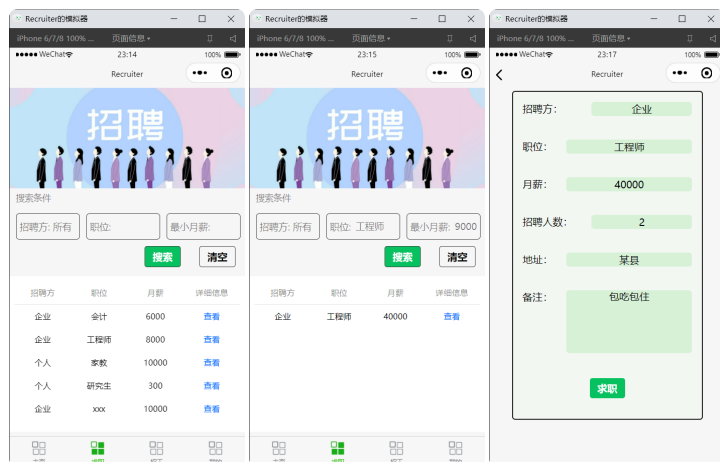 Recruiter的模拟器
iPhone 6/7/8 100% ... 页面信息
WeChat 23:14 100%
Recruiter
招聘
搜索条件
招聘方: 所有 职位: 最小月薪:
搜索 清空
招聘方 职位 月薪 详细信息
企业 会计 6000 查看
企业 工程师 8000 查看
个人 家教 10000 查看
个人 研究生 300 查看
企业 xxx 10000 查看
Recruiter的模拟器
iPhone 6/7/8 100% ... 页面信息
WeChat 23:15 100%
Recruiter
招聘
搜索条件
招聘方: 所有 职位: 工程师 最小月薪: 9000
搜索 清空
招聘方 职位 月薪 详细信息
企业 工程师 40000 查看
Recruiter的模拟器
iPhone 6/7/8 100% ... 页面信息
WeChat 23:17 100%
Recruiter
招聘方: 企业
职位: 工程师
月薪: 40000
招聘人数: 2
地址: 某县
备注: 包吃包住
求职